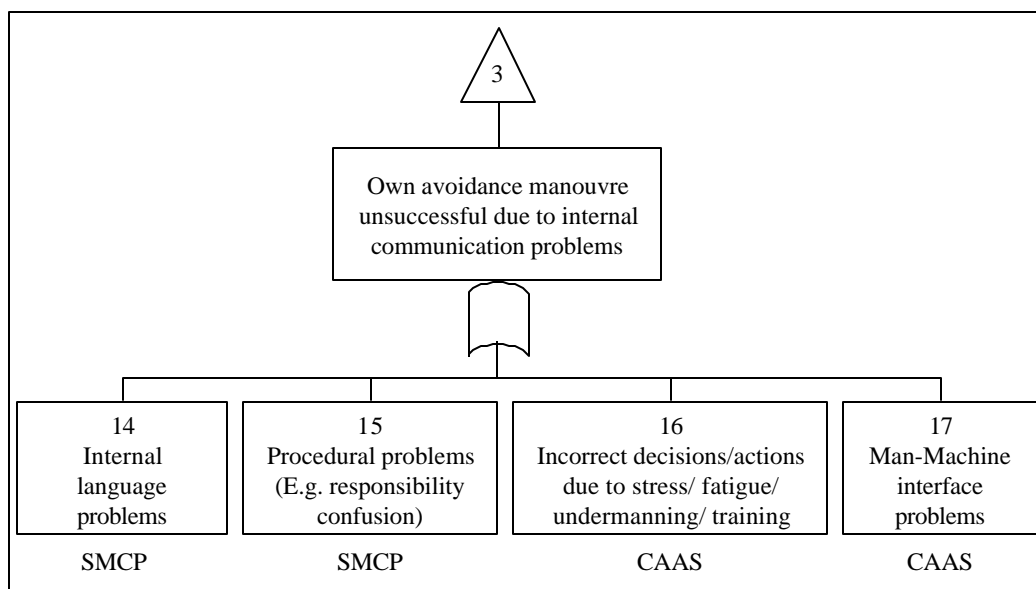 3
Own avoidance manouvre
unsuccessful due to internal
communication problems
14
Internal
language
problems
15
Procedural problems
(E.g. responsibility
confusion)
16
Incorrect decisions/actions
due to stress/ fatigue/
undermanning/ training
17
Man-Machine
interface
problems
SMCP
SMCP
CAAS
CAAS